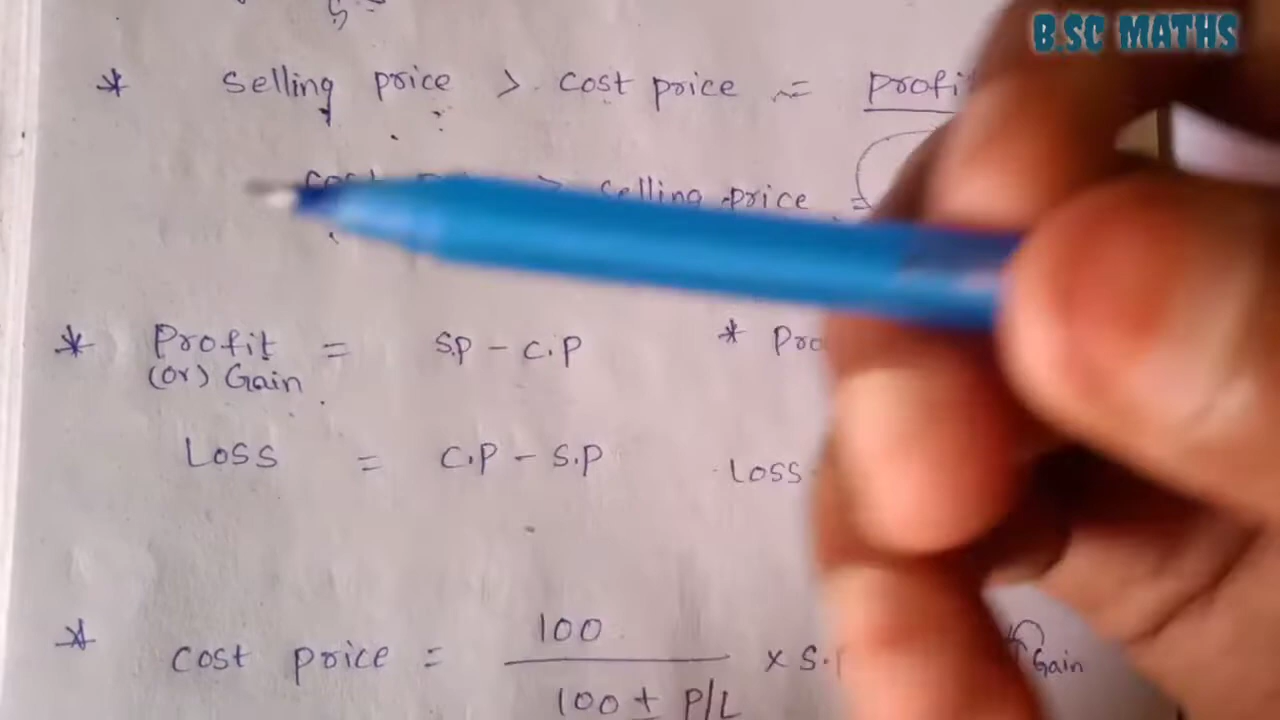 B.SC MATHS
* Selling price > cost price = profi
> selling price =
* Profit = S.P - C.P
(or) Gain
* Pro
Loss = C.P - S.P
Loss
* cost price = 100 / 100 ± P/L × S.P
Gain